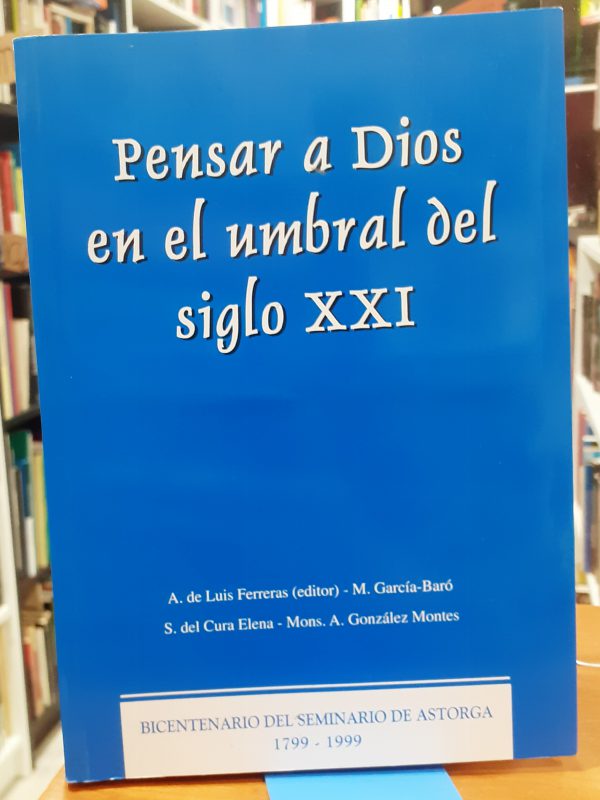 Pensar a Dios
en el umbral del
siglo XXI
A. de Luis Ferreras (editor) - M. García-Baró
S. del Cura Elena - Mons. A. González Montes
BICENTENARIO DEL SEMINARIO DE ASTORGA
1799 - 1999